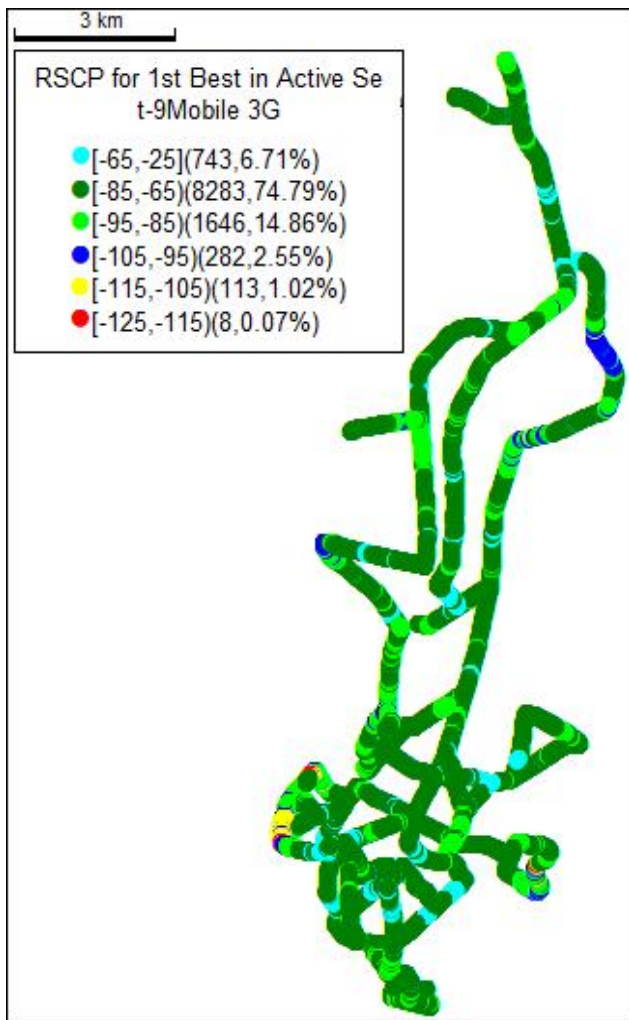 3 km
RSCP for 1st Best in Active Se
t-9Mobile 3G
[-65,-25](743,6.71%)
[-85,-65)(8283,74.79%)
[-95,-85)(1646,14.86%)
[-105,-95)(282,2.55%)
[-115,-105)(113,1.02%)
[-125,-115)(8,0.07%)